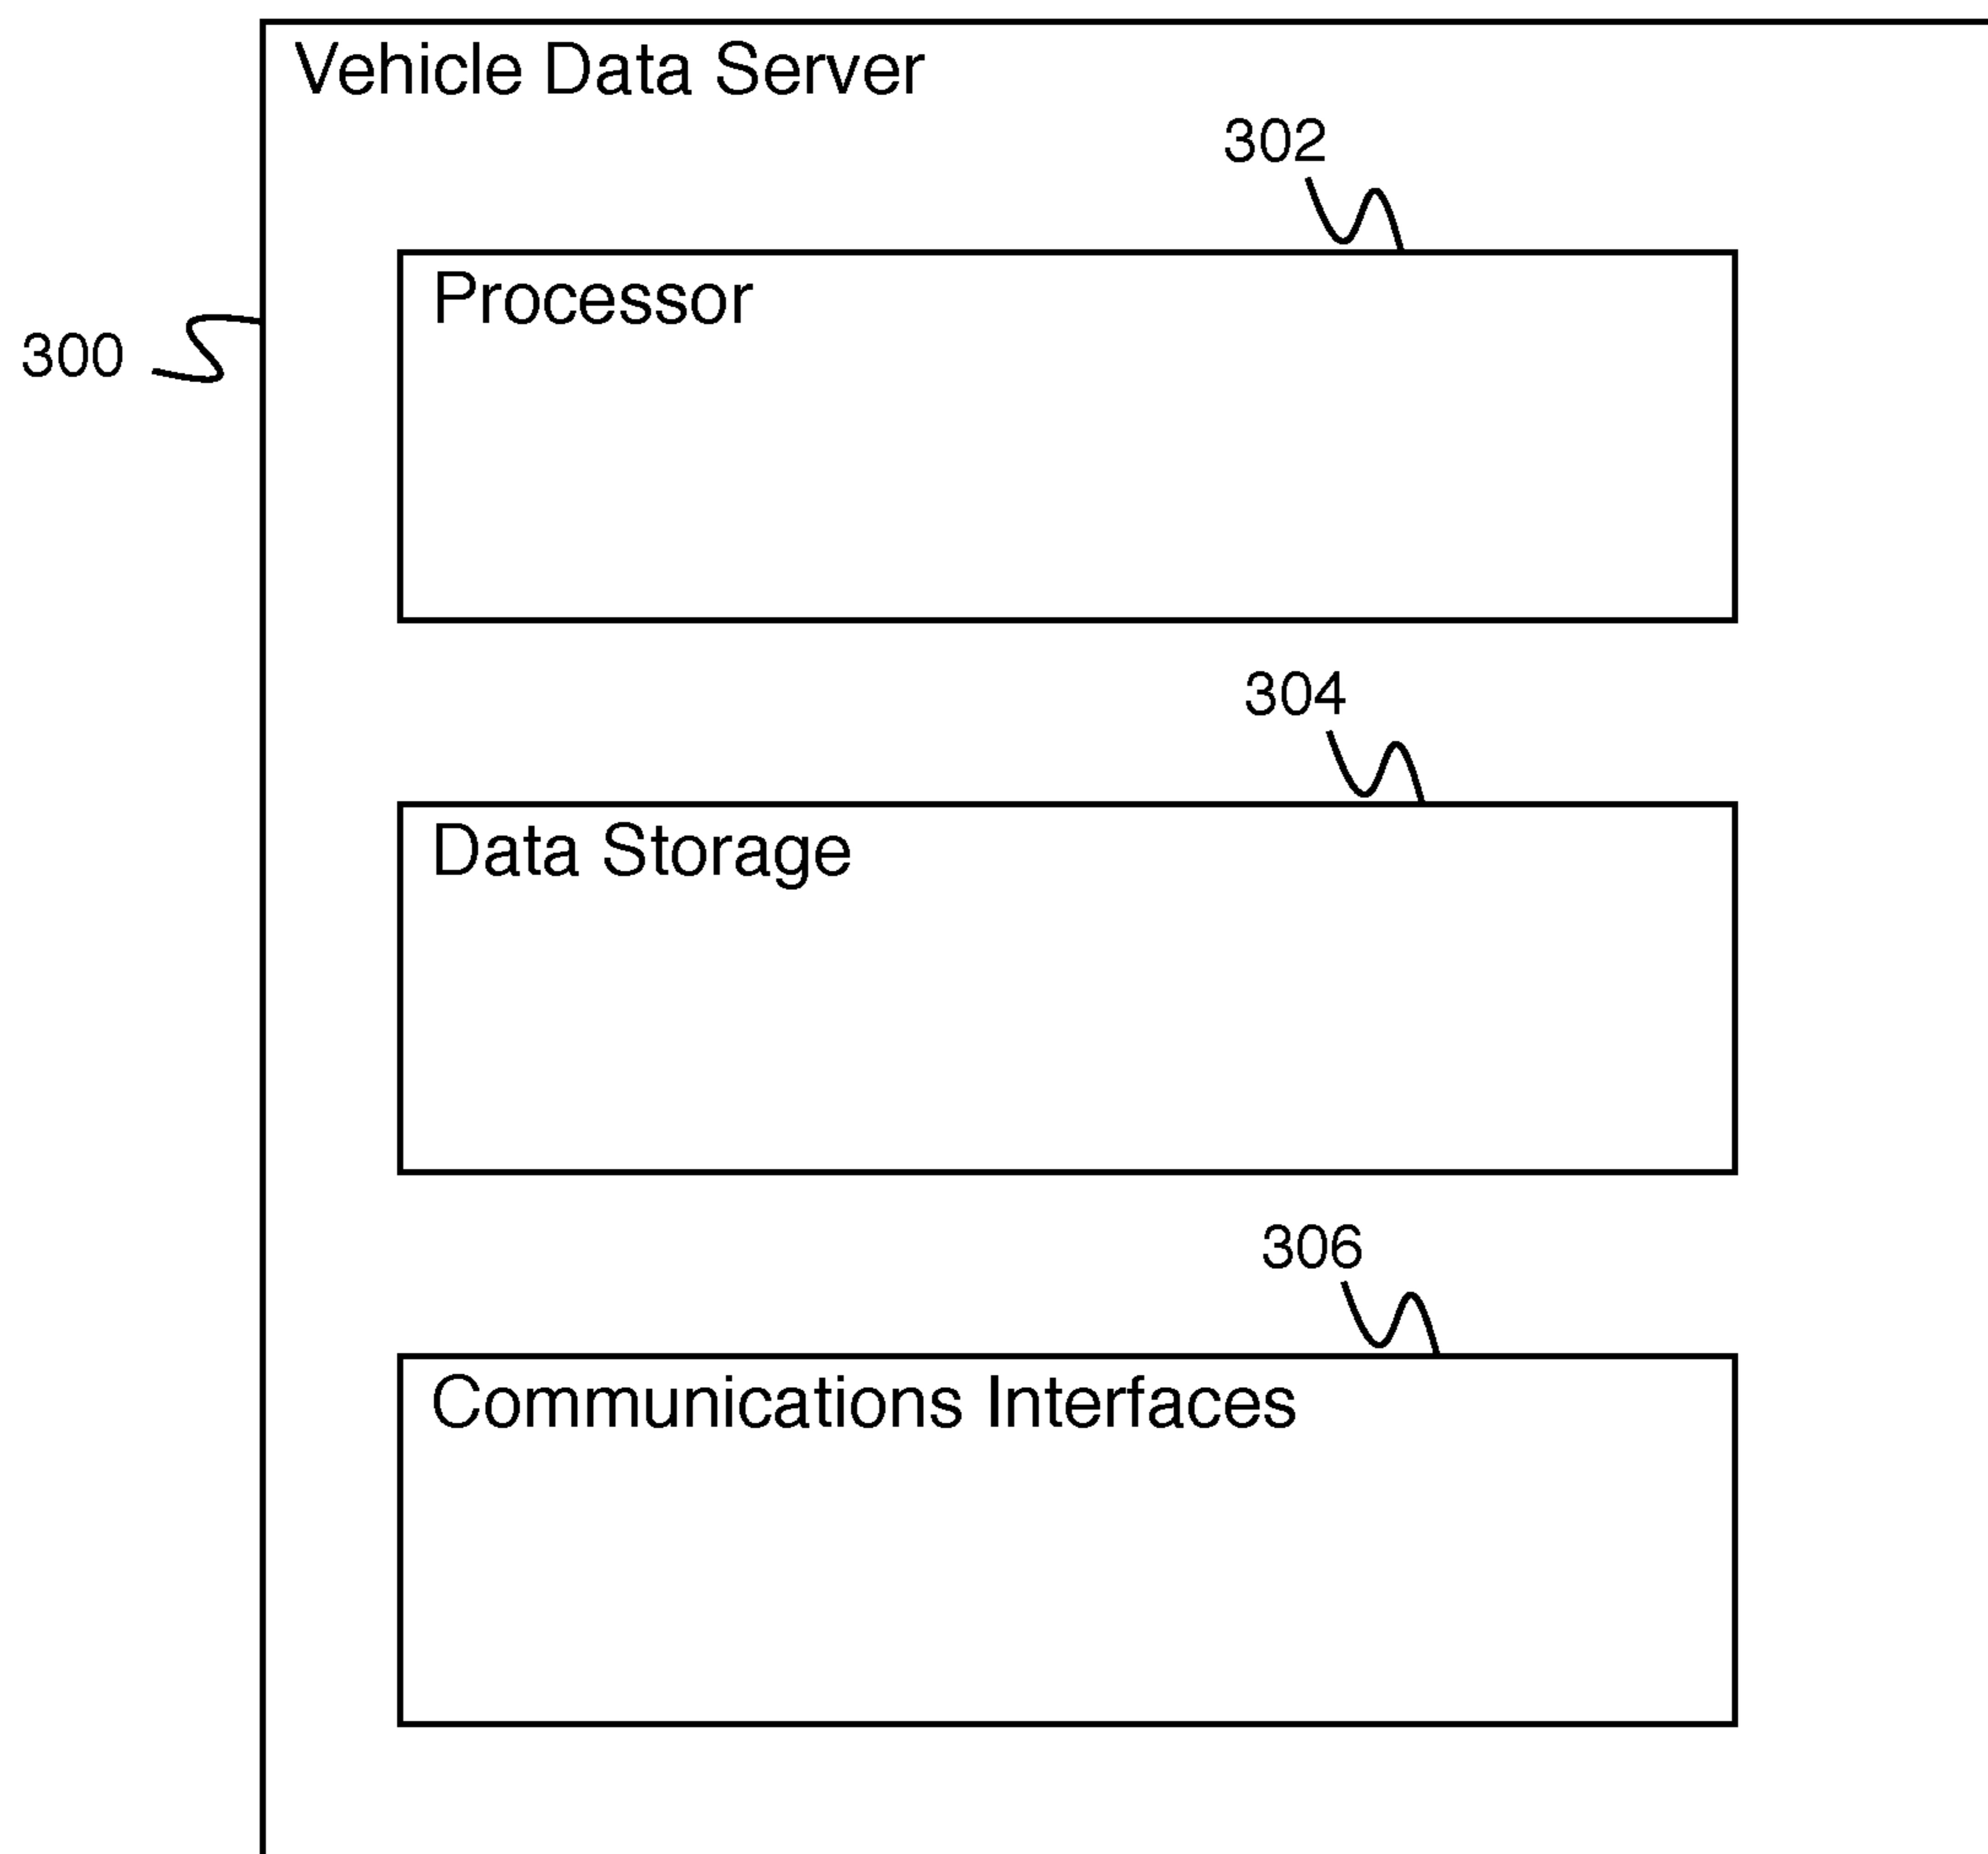 Vehicle Data Server
302
Processor
300
304
Data Storage
306
Communications Interfaces